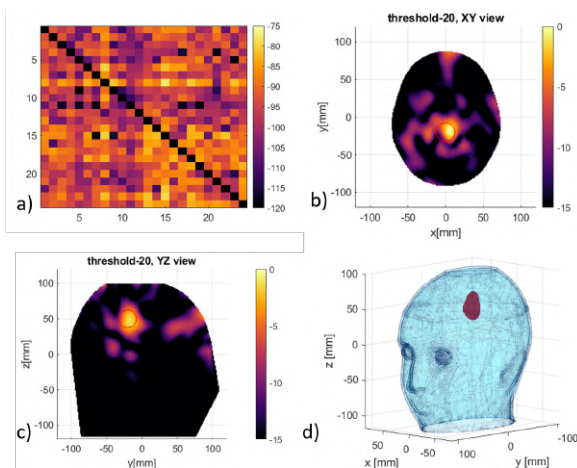 threshold-20, XY view
-75
-80
-85
-90
-95
-100
-105
-110
-115
-120
5
10
15
20
5 10 15 20
a)
100
50
0
-50
-100
y[mm]
-100 -50 0 50 100
x[mm]
0
-5
-10
-15
b)
threshold-20, YZ view
100
50
0
-50
-100
z[mm]
-100 -50 0 50 100
y[mm]
0
-5
-10
-15
c)
100
50
0
-50
-100
z [mm]
50 0 -50
x [mm]
100 0 -100
y [mm]
d)